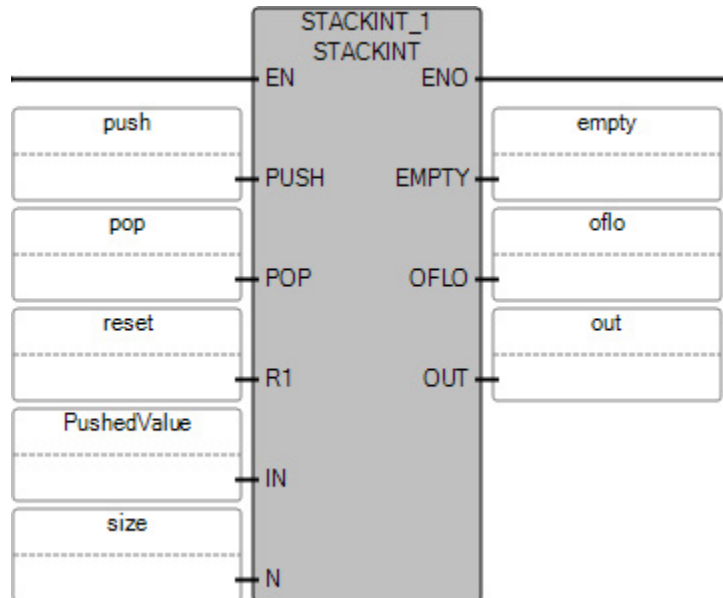 STACKINT_1
STACKINT
EN ENO
push empty
PUSH EMPTY
pop oflo
POP OFLO
reset out
R1 OUT
PushedValue
IN
size
N